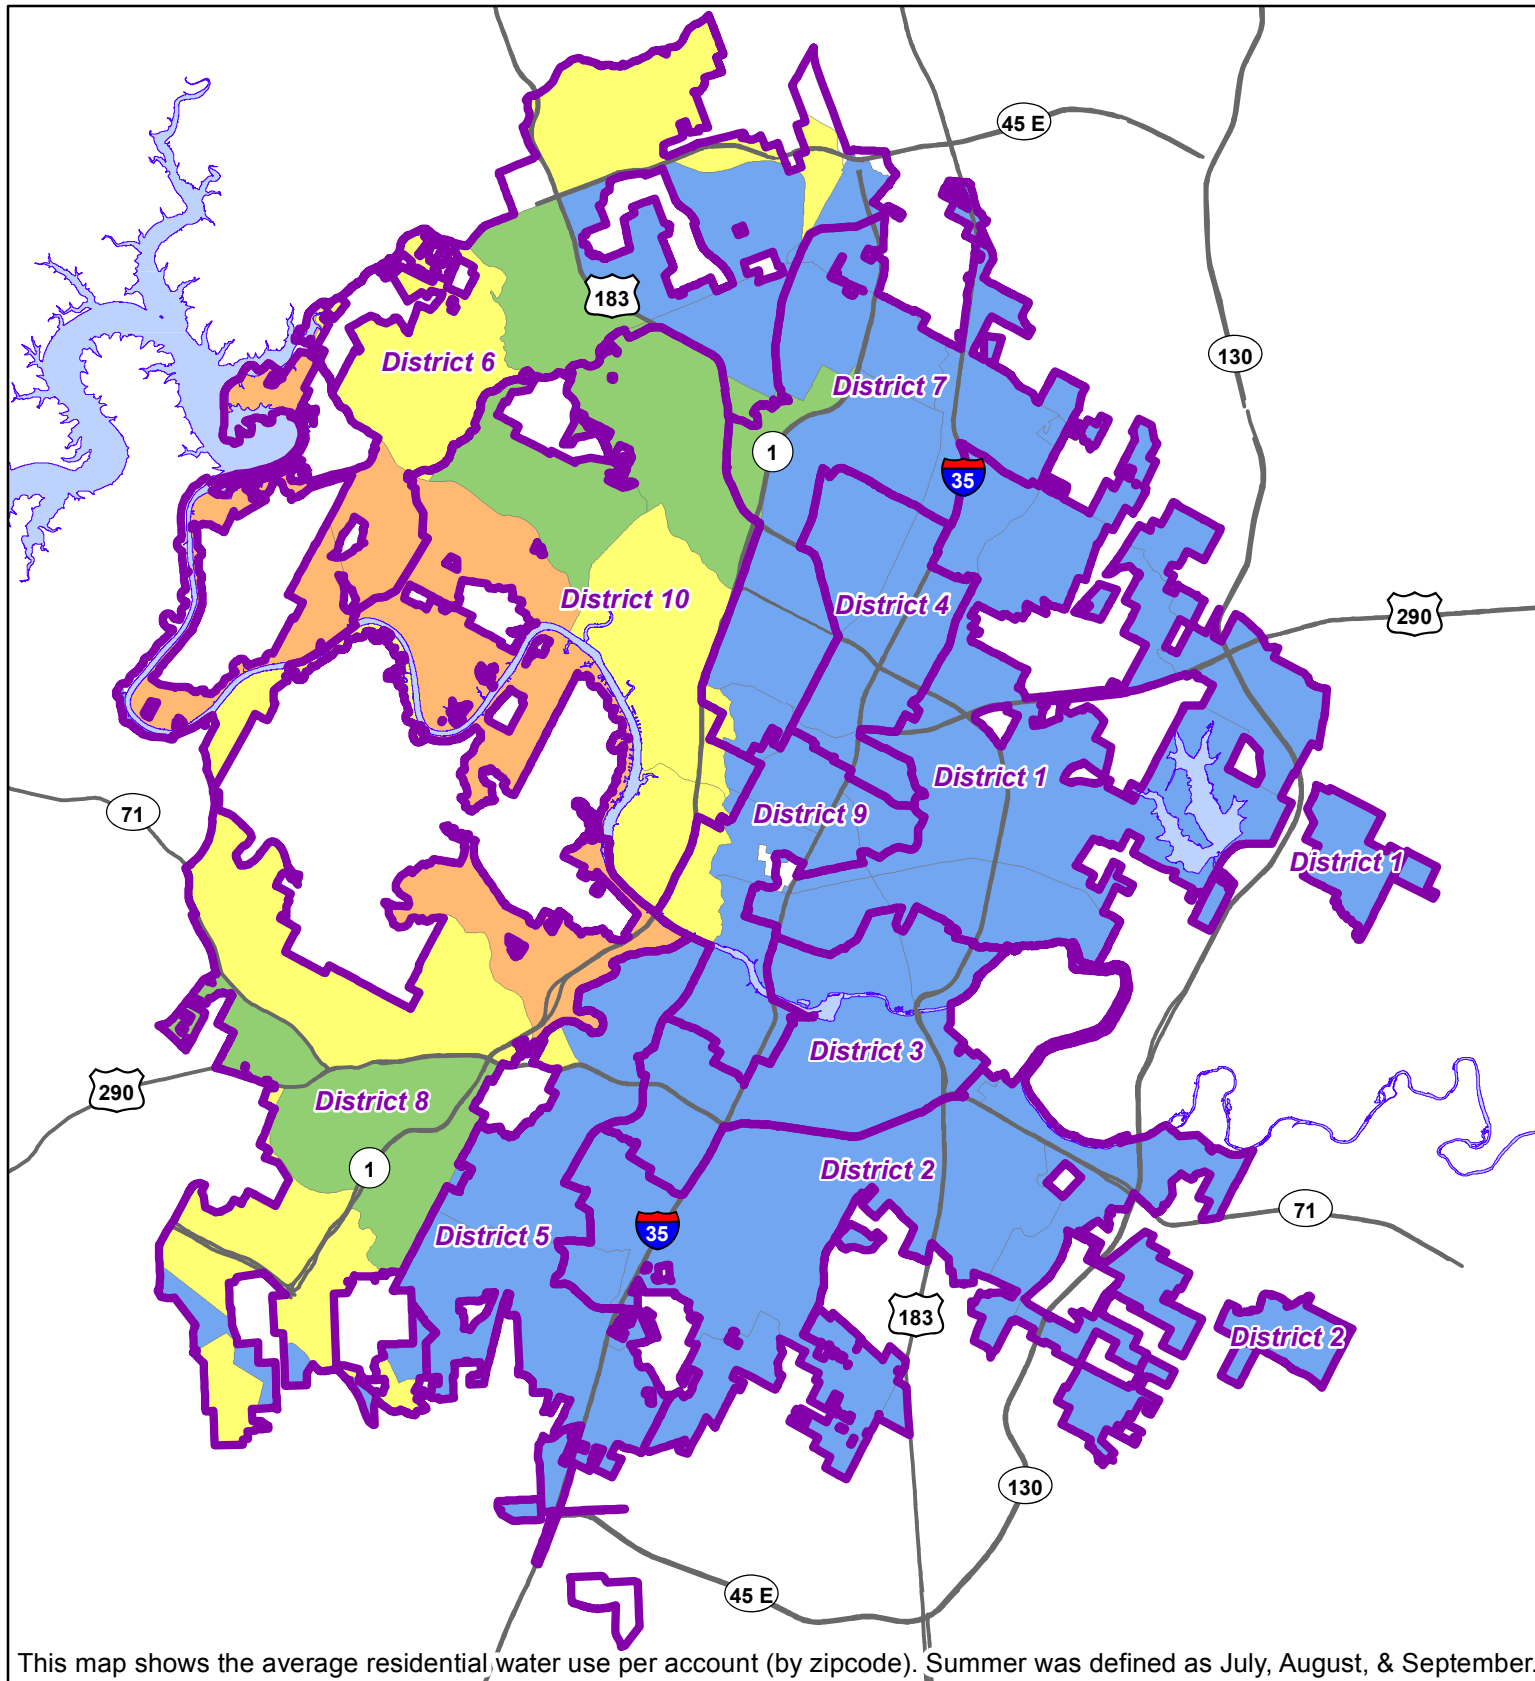 45 E
183
130
District 6
District 7
1
35
District 10
District 4
290
71
District 1
District 9
District 1
District 3
290
District 8
1
District 2
71
District 5
35
183
District 2
130
45 E
This map shows the average residential water use per account (by zipcode). Summer was defined as July, August, & September.